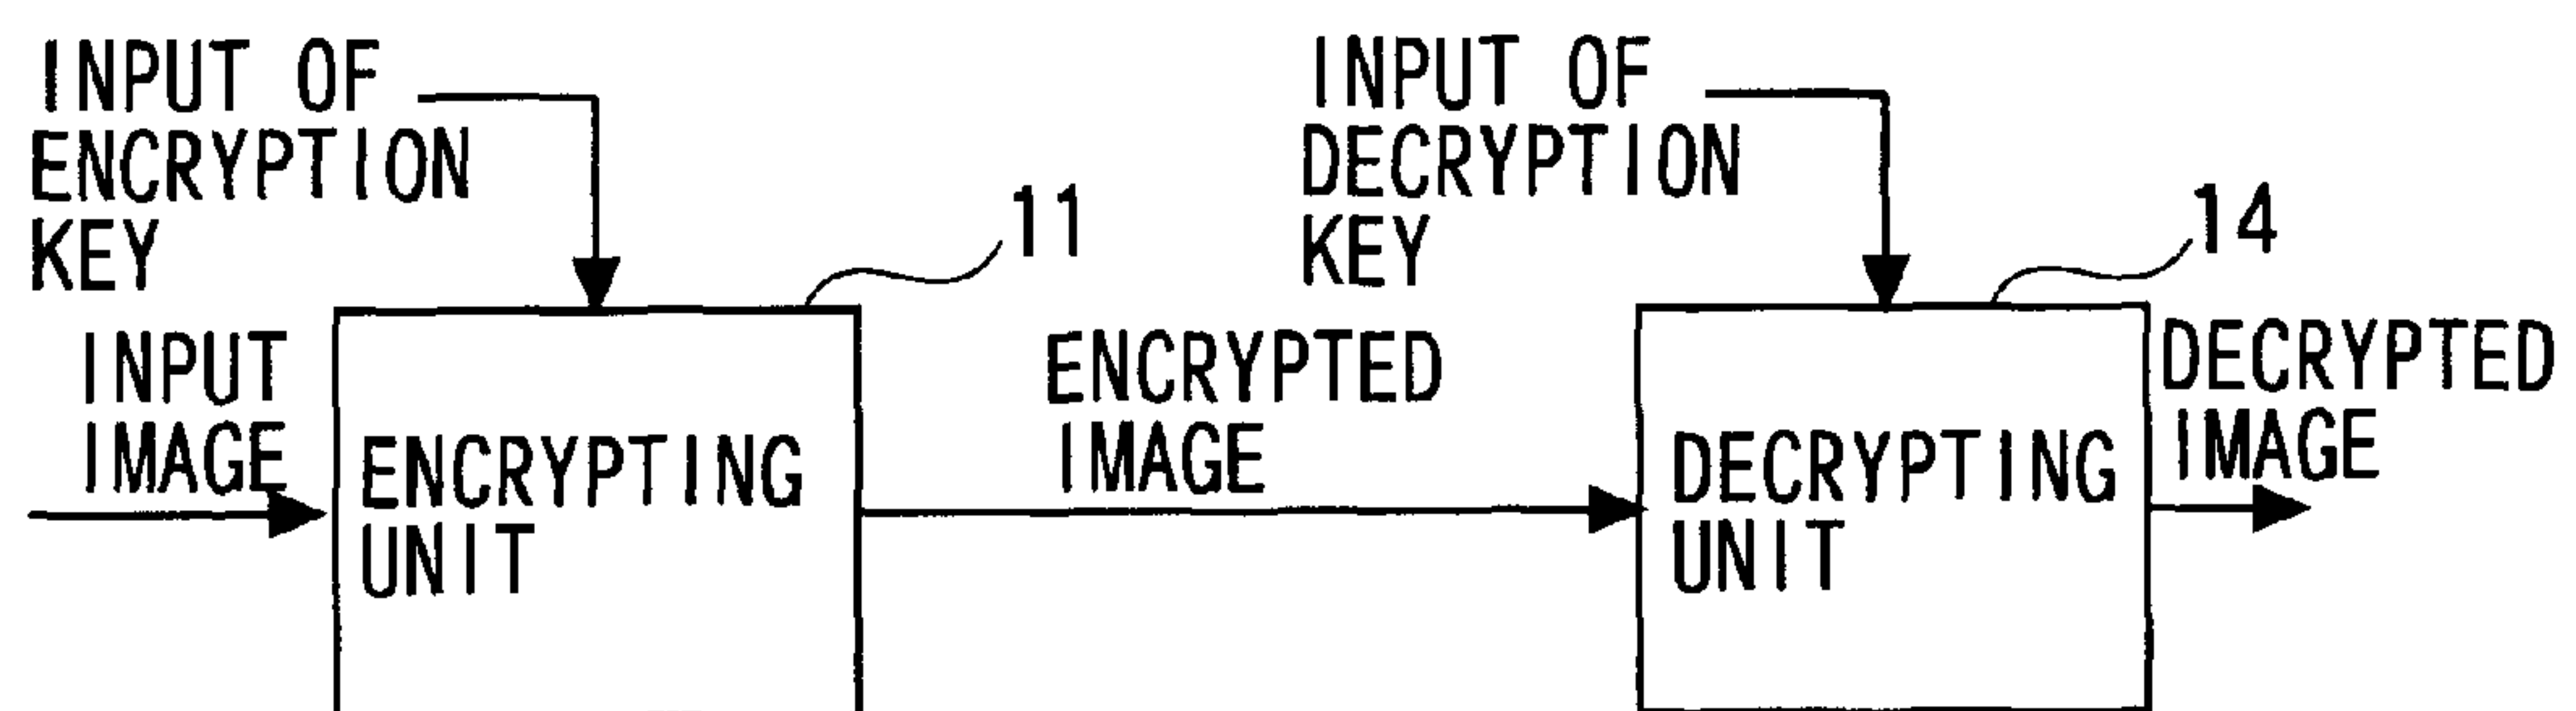 INPUT OF
ENCRYPTION
KEY
11
INPUT
IMAGE
ENCRYPTING
UNIT
ENCRYPTED
IMAGE
INPUT OF
DECRYPTION
KEY
14
DECRYPTING
UNIT
DECRYPTED
IMAGE